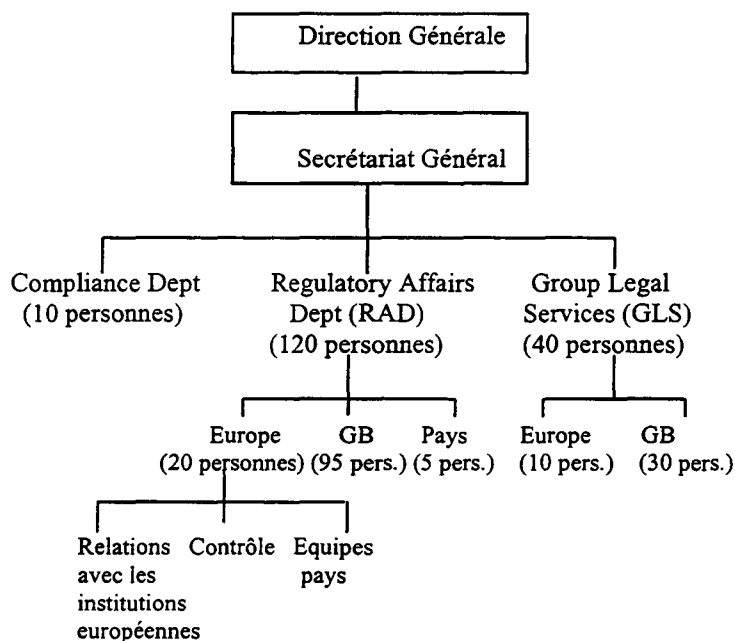 Direction Générale
Secrétariat Général
Compliance Dept
(10 personnes)
Regulatory Affairs
Dept (RAD)
(120 personnes)
Group Legal
Services (GLS)
(40 personnes)
Europe
(20 personnes)
GB
(95 pers.)
Pays
(5 pers.)
Europe
(10 pers.)
GB
(30 pers.)
Relations
avec les
institutions
européennes
Contrôle
Equipes
pays